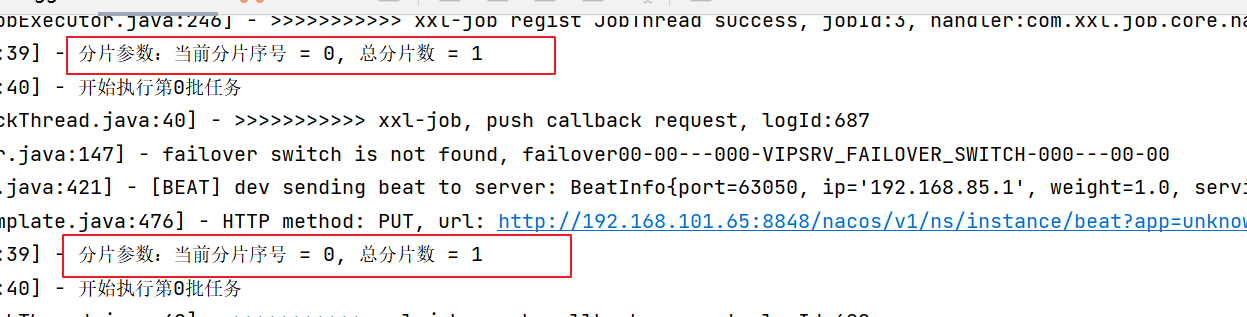 obExecutor.java:246] - >>>>>>>>>>> xxl-job regist JobThread success, jobId:3, handler:com.xxl.job.core.ha
:39] - 分片参数：当前分片序号 = 0, 总分片数 = 1
:40] - 开始执行第0批任务
ckThread.java:40] - >>>>>>>>>>> xxl-job, push callback request, logId:687
r.java:147] - failover switch is not found, failover00-00---000-VIPSRV_FAILOVER_SWITCH-000---00-00
.java:421] - [BEAT] dev sending beat to server: BeatInfo{port=63050, ip='192.168.85.1', weight=1.0, servi
mplate.java:476] - HTTP method: PUT, url: http://192.168.101.65:8848/nacos/v1/ns/instance/beat?app=unknow
:39] - 分片参数：当前分片序号 = 0, 总分片数 = 1
:40] - 开始执行第0批任务